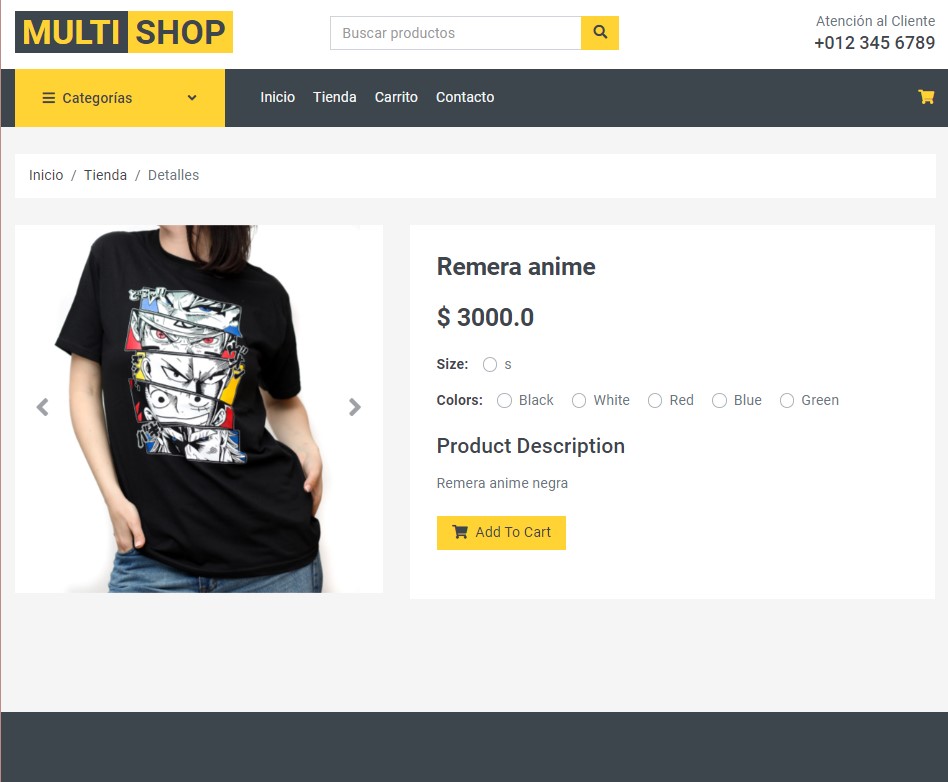 MULTI SHOP
Buscar productos
Atención al Cliente
+012 345 6789
Categorías
Inicio Tienda Carrito Contacto
Inicio / Tienda / Detalles
Remera anime
$ 3000.0
Size: s
Colors: Black White Red Blue Green
Product Description
Remera anime negra
Add To Cart